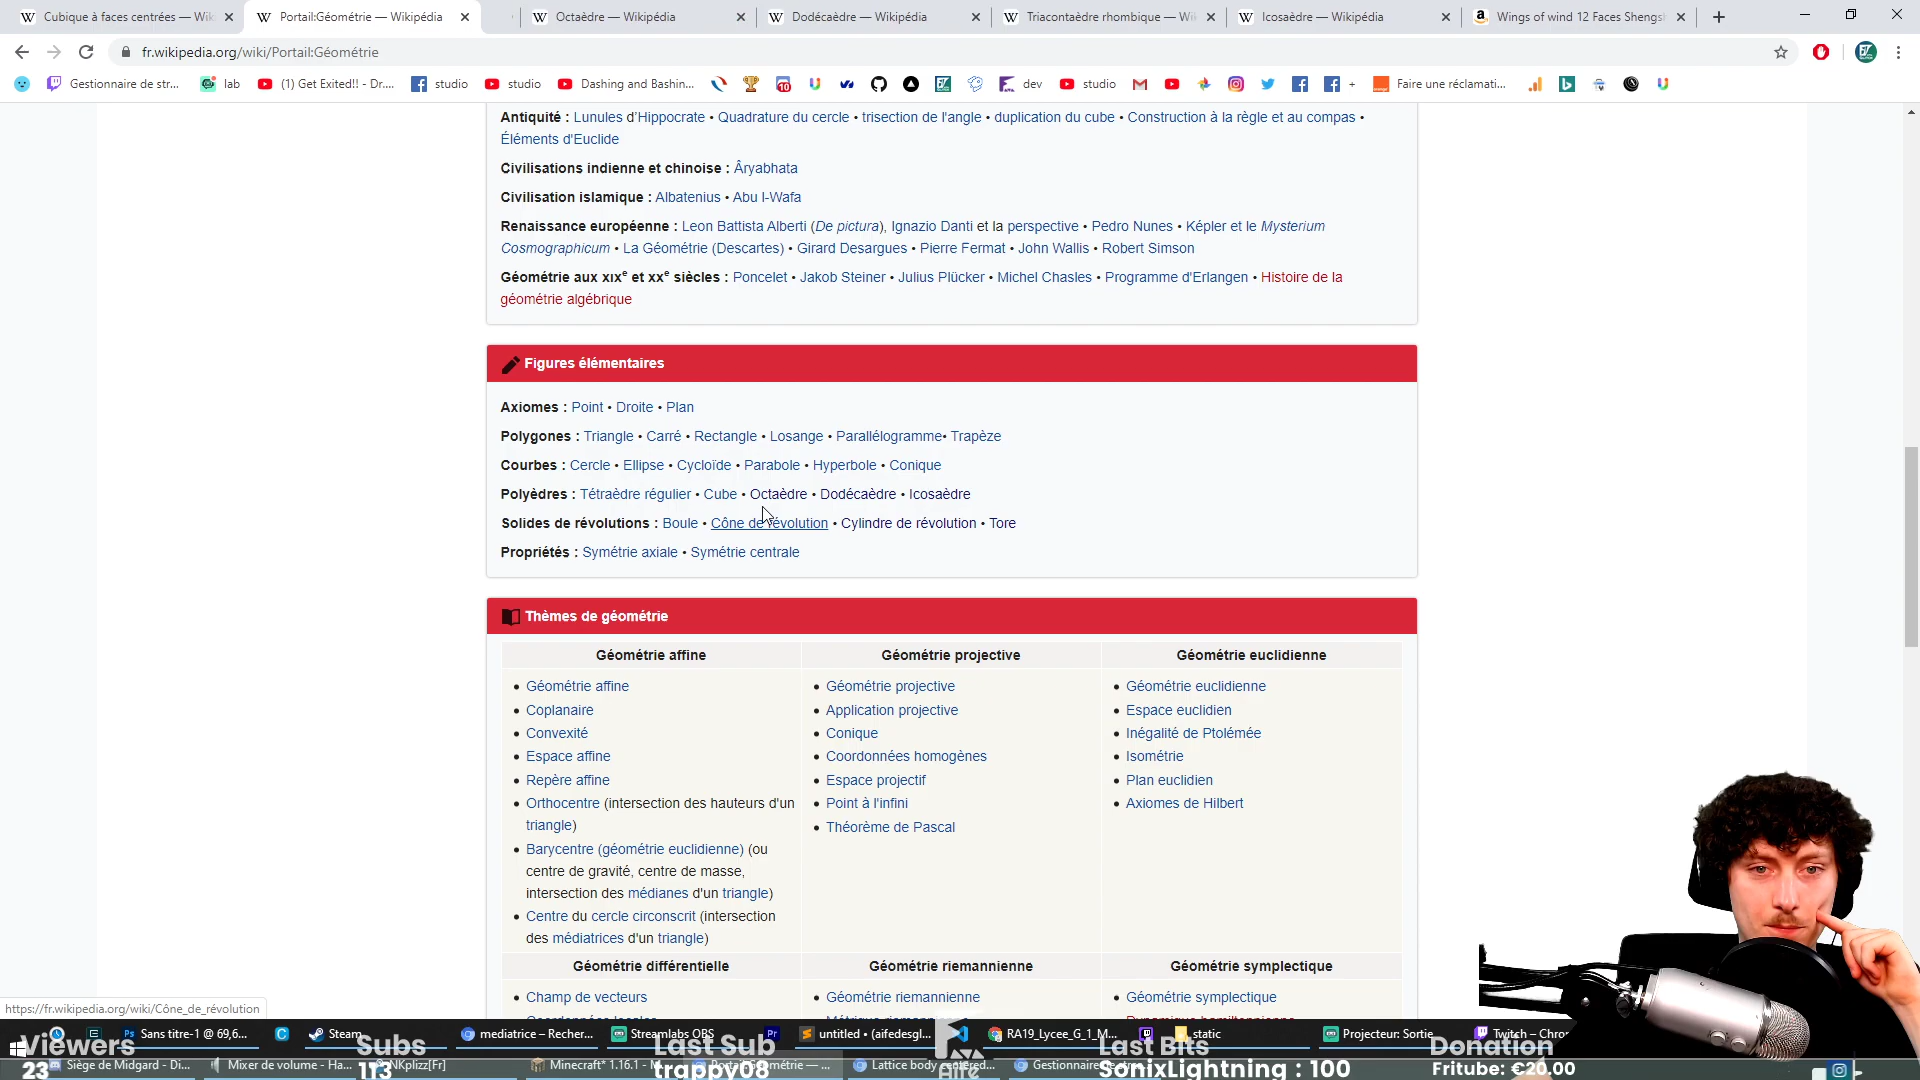 Cubique à faces centrées — Wik
Portail:Géométrie — Wikipédia
Octaèdre — Wikipédia
Dodécaèdre — Wikipédia
Triacontaèdre rhombique — Wi
Icosaèdre — Wikipédia
Wings of wind 12 Faces Shengs
fr.wikipedia.org/wiki/Portail:Géométrie
Gestionnaire de str... lab (1) Get Exited!! - Dr.... studio studio Dashing and Bashin... 10 dev studio + Faire une réclamati...
Antiquité : Lunules d'Hippocrate • Quadrature du cercle • trisection de l'angle • duplication du cube • Construction à la règle et au compas •
Éléments d'Euclide
Civilisations indienne et chinoise : Âryabhata
Civilisation islamique : Albatenius • Abu l-Wafa
Renaissance européenne : Leon Battista Alberti (De pictura), Ignazio Danti et la perspective • Pedro Nunes • Képler et le Mysterium
Cosmographicum • La Géométrie (Descartes) • Girard Desargues • Pierre Fermat • John Wallis • Robert Simson
Géométrie aux XIXe et XXe siècles : Poncelet • Jakob Steiner • Julius Plücker • Michel Chasles • Programme d'Erlangen • Histoire de la
géométrie algébrique
Figures élémentaires
Axiomes : Point • Droite • Plan
Polygones : Triangle • Carré • Rectangle • Losange • Parallélogramme• Trapèze
Courbes : Cercle • Ellipse • Cycloïde • Parabole • Hyperbole • Conique
Polyèdres : Tétraèdre régulier • Cube • Octaèdre • Dodécaèdre • Icosaèdre
Solides de révolutions : Boule • Cône de révolution • Cylindre de révolution • Tore
Propriétés : Symétrie axiale • Symétrie centrale
Thèmes de géométrie
Géométrie affine
• Géométrie affine
• Coplanaire
• Convexité
• Espace affine
• Repère affine
• Orthocentre (intersection des hauteurs d'un
triangle)
• Barycentre (géométrie euclidienne) (ou
centre de gravité, centre de masse,
intersection des médianes d'un triangle)
• Centre du cercle circonscrit (intersection
des médiatrices d'un triangle)
Géométrie projective
• Géométrie projective
• Application projective
• Conique
• Coordonnées homogènes
• Espace projectif
• Point à l'infini
• Théorème de Pascal
Géométrie euclidienne
• Géométrie euclidienne
• Espace euclidien
• Inégalité de Ptolémée
• Isométrie
• Plan euclidien
• Axiomes de Hilbert
Géométrie différentielle
• Champ de vecteurs
Géométrie riemannienne
• Géométrie riemannienne
Géométrie symplectique
• Géométrie symplectique
https://fr.wikipedia.org/wiki/Cône_de_révolution
Sans titre-1 @ 69,6... Steam mediatrice – Recher... Streamlabs OBS untitled • (aifedesgl... RA19_Lycee_G_1_M... static Projecteur: Sortie Twitch – Chro
Viewers Subs Last Sub Last Bits Donation
Siège de Midgard - Di... Mixer de volume - Ha... NKplizz[Fr] Minecraft* 1.16.1 - Géométrie —... Lattice body centered... Gestionnaire
23 113 trappy08 Aife SonixLightning : 100 Fritube: €20.00